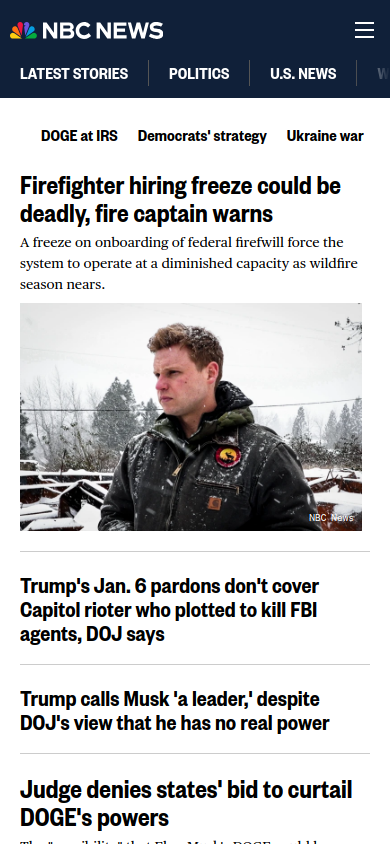 NBC NEWS
LATEST STORIES
POLITICS
U.S. NEWS
DOGE at IRS
Democrats' strategy
Ukraine war
Firefighter hiring freeze could be
deadly, fire captain warns
A freeze on onboarding of federal firefwill force the
system to operate at a diminished capacity as wildfire
season nears.
NBC News
Trump's Jan. 6 pardons don't cover
Capitol rioter who plotted to kill FBI
agents, DOJ says
Trump calls Musk 'a leader,' despite
DOJ's view that he has no real power
Judge denies states' bid to curtail
DOGE's powers